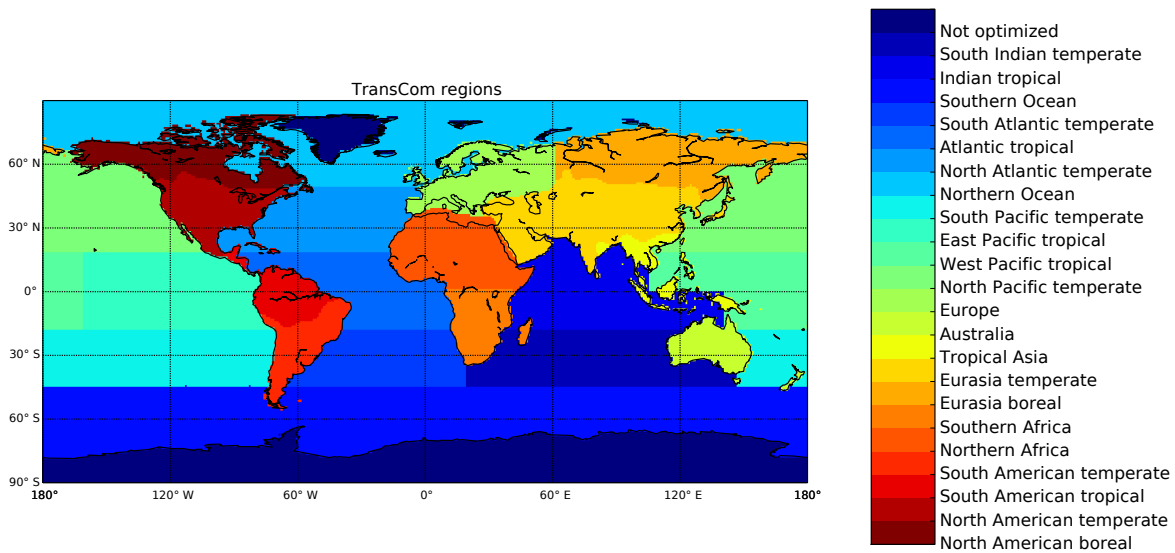 TransCom regions
60° N
30° N
0°
30° S
60° S
90° S
180° 120° W 60° W 0° 60° E 120° E 180°
Not optimized
South Indian temperate
Indian tropical
Southern Ocean
South Atlantic temperate
Atlantic tropical
North Atlantic temperate
Northern Ocean
South Pacific temperate
East Pacific tropical
West Pacific tropical
North Pacific temperate
Europe
Australia
Tropical Asia
Eurasia temperate
Eurasia boreal
Southern Africa
Northern Africa
South American temperate
South American tropical
North American temperate
North American boreal